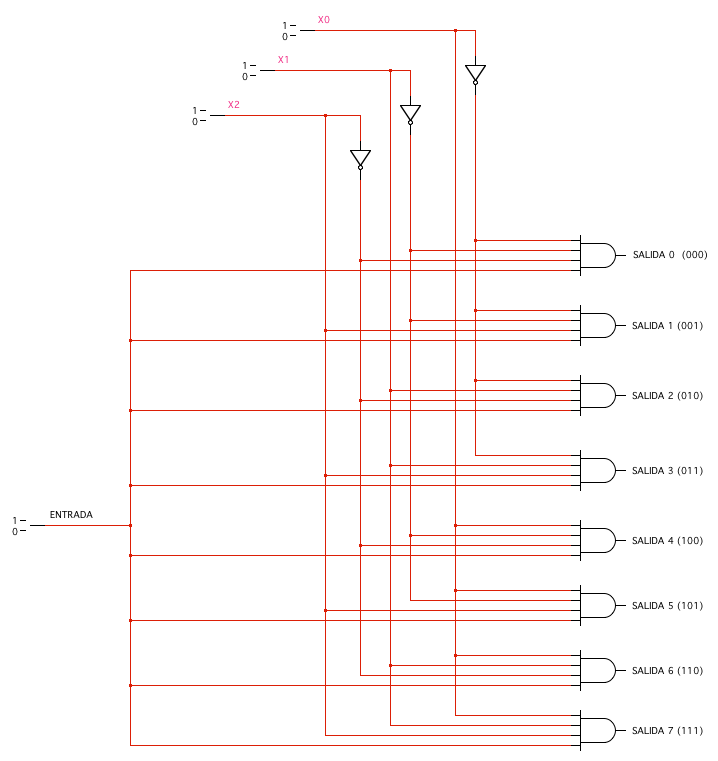 X0
1
0
X1
1
0
X2
1
0
SALIDA 0 (000)
SALIDA 1 (001)
SALIDA 2 (010)
SALIDA 3 (011)
ENTRADA
1
0
SALIDA 4 (100)
SALIDA 5 (101)
SALIDA 6 (110)
SALIDA 7 (111)